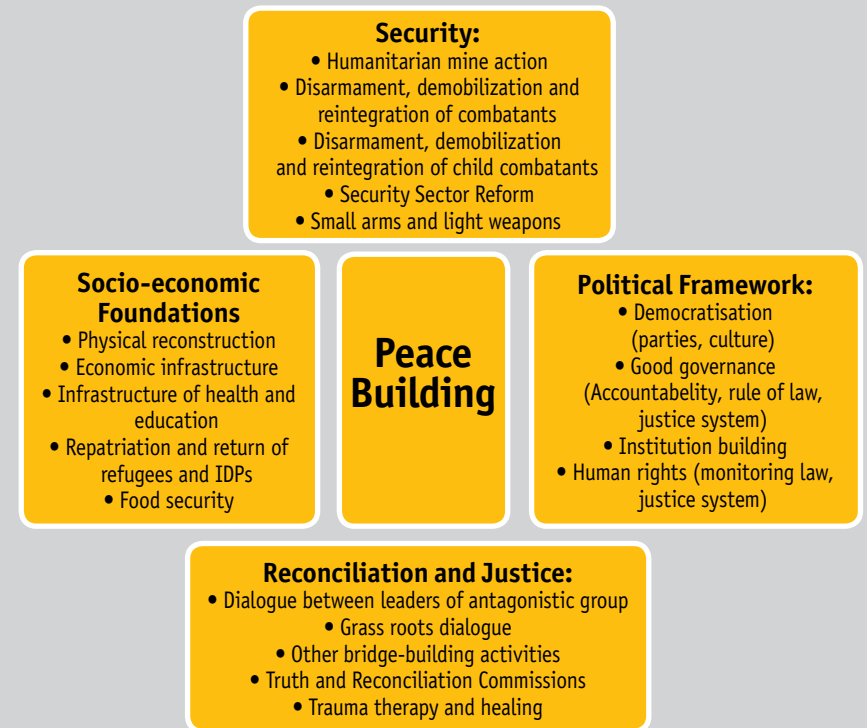 Security:
• Humanitarian mine action
• Disarmament, demobilization and
reintegration of combatants
• Disarmament, demobilization
and reintegration of child combatants
• Security Sector Reform
• Small arms and light weapons
Socio-economic
Foundations
• Physical reconstruction
• Economic infrastructure
• Infrastructure of health and
education
• Repatriation and return of
refugees and IDPs
• Food security
Peace
Building
Political Framework:
• Democratisation
(parties, culture)
• Good governance
(Accountabelity, rule of law,
justice system)
• Institution building
• Human rights (monitoring law,
justice system)
Reconciliation and Justice:
• Dialogue between leaders of antagonistic group
• Grass roots dialogue
• Other bridge-building activities
• Truth and Reconciliation Commissions
• Trauma therapy and healing